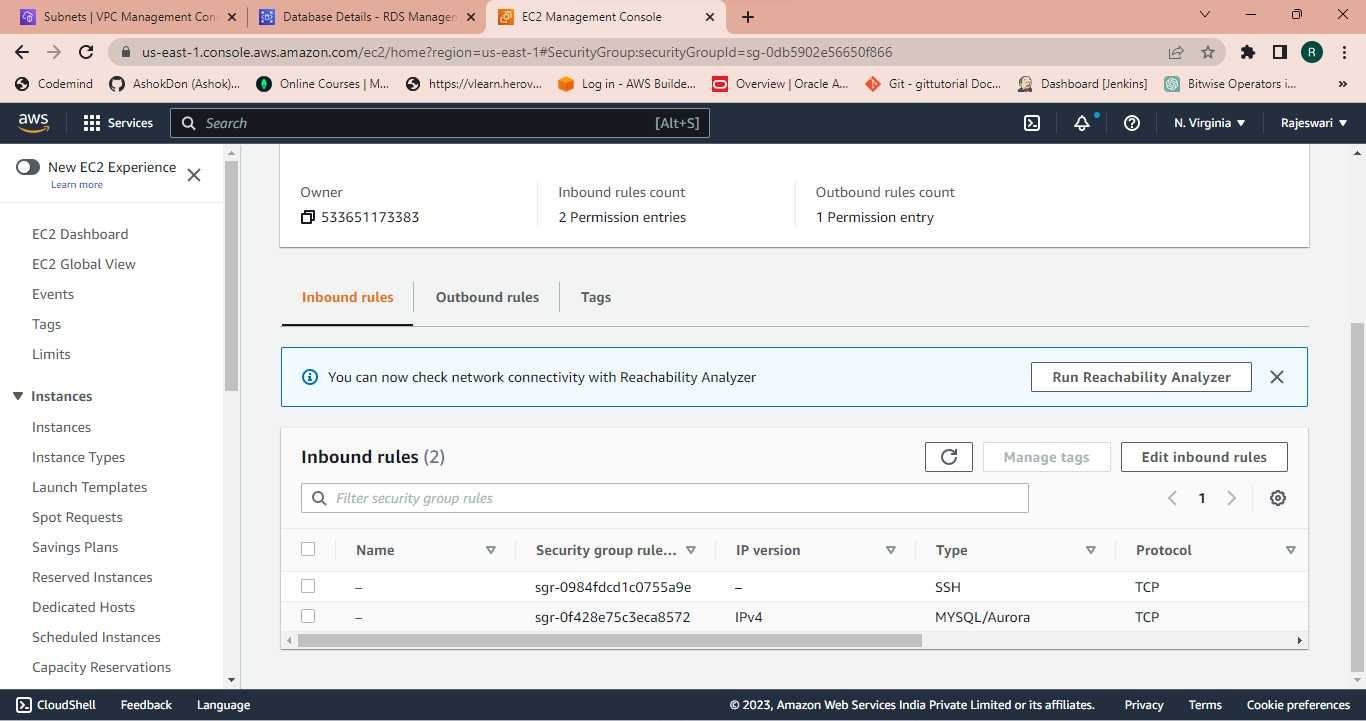 Subnets | VPC Management Con
Database Details - RDS Managem
EC2 Management Console
us-east-1.console.aws.amazon.com/ec2/home?region=us-east-1#SecurityGroup:securityGroupId=sg-0db5902e56650f866
R
Codemind
AshokDon (Ashok)...
Online Courses | M...
https://vlearn.herov...
Log in - AWS Builde...
Overview | Oracle A...
Git - gittutorial Doc...
Dashboard [Jenkins]
Bitwise Operators i...
»
aws
Services
Search
[Alt+S]
N. Virginia
Rajeswari
New EC2 Experience
Learn more
EC2 Dashboard
EC2 Global View
Events
Tags
Limits
Instances
Instances
Instance Types
Launch Templates
Spot Requests
Savings Plans
Reserved Instances
Dedicated Hosts
Scheduled Instances
Capacity Reservations
Owner
533651173383
Inbound rules count
2 Permission entries
Outbound rules count
1 Permission entry
Inbound rules
Outbound rules
Tags
You can now check network connectivity with Reachability Analyzer
Run Reachability Analyzer
Inbound rules (2)
Manage tags
Edit inbound rules
Filter security group rules
1
Name Security group rule... IP version Type Protocol
– sgr-0984fdcd1c0755a9e – SSH TCP
– sgr-0f428e75c3eca8572 IPv4 MYSQL/Aurora TCP
CloudShell
Feedback
Language
© 2023, Amazon Web Services India Private Limited or its affiliates.
Privacy
Terms
Cookie preferences